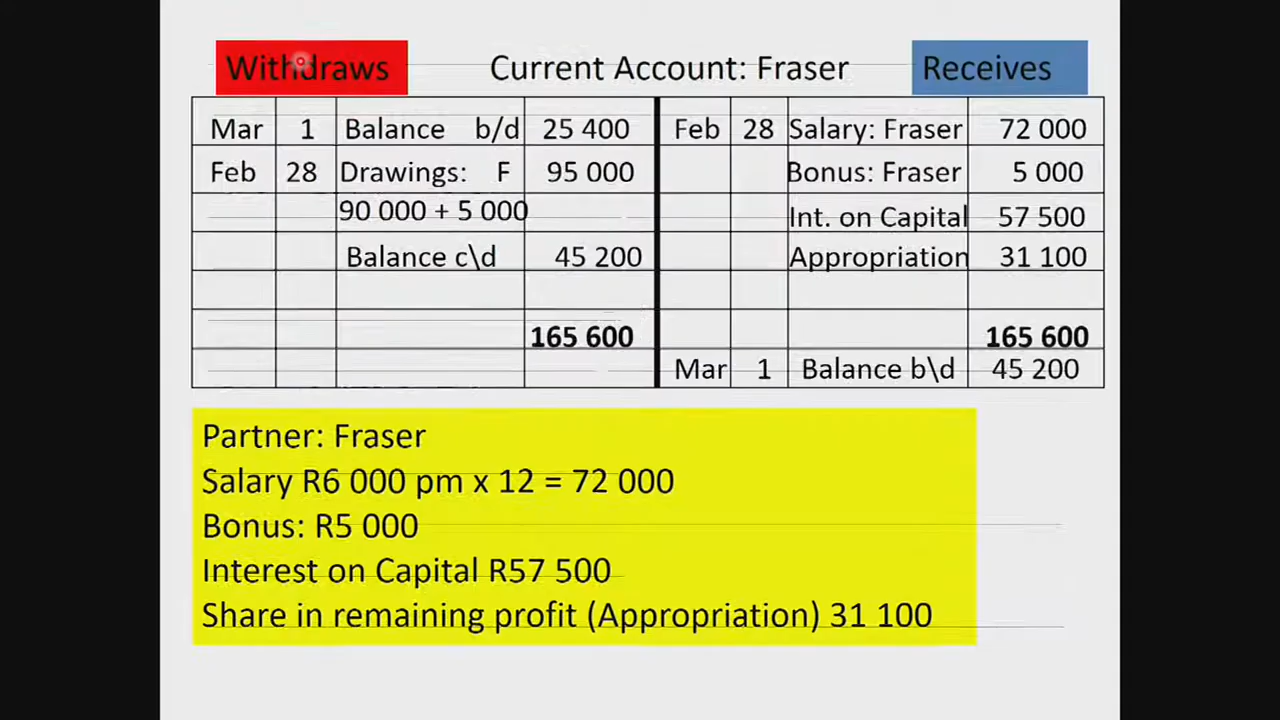 Withdraws Current Account: Fraser Receives
Mar 1 Balance b/d 25 400 Feb 28 Salary: Fraser 72 000
Feb 28 Drawings: F 95 000 Bonus: Fraser 5 000
90 000 + 5 000 Int. on Capital 57 500
Balance c\d 45 200 Appropriation 31 100
165 600 165 600
Mar 1 Balance b\d 45 200
Partner: Fraser
Salary R6 000 pm x 12 = 72 000
Bonus: R5 000
Interest on Capital R57 500
Share in remaining profit (Appropriation) 31 100